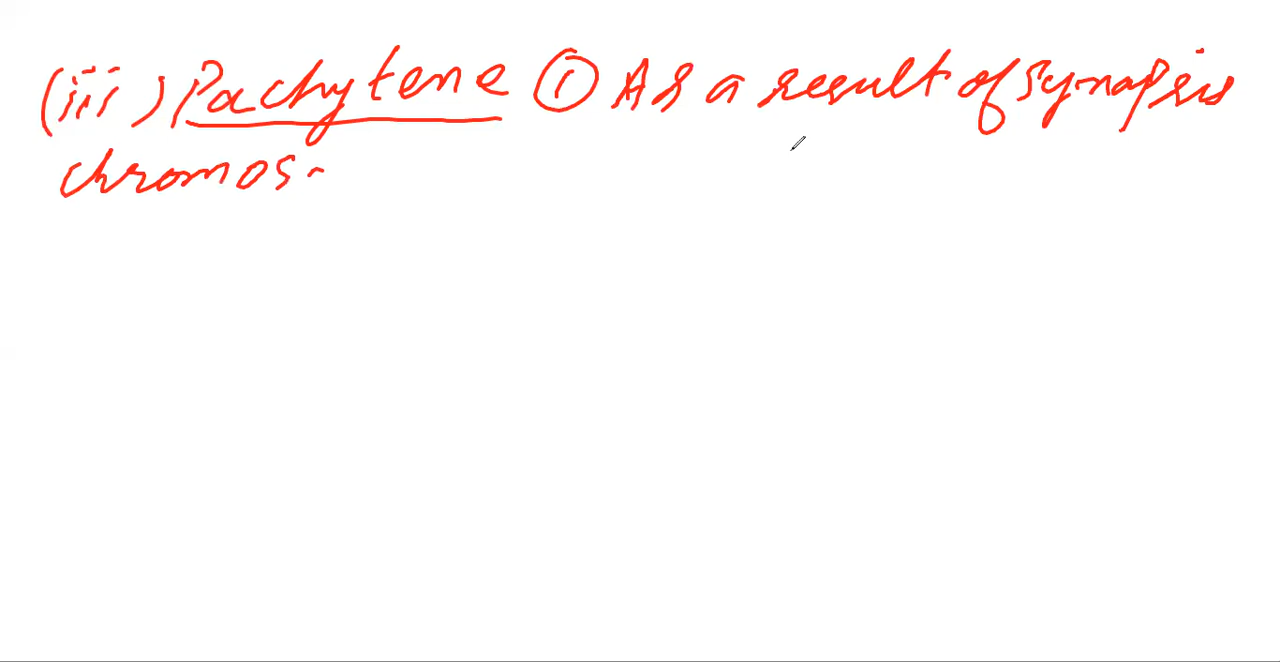 (iii) Pachytene ① As a result of synapsis
chromos-